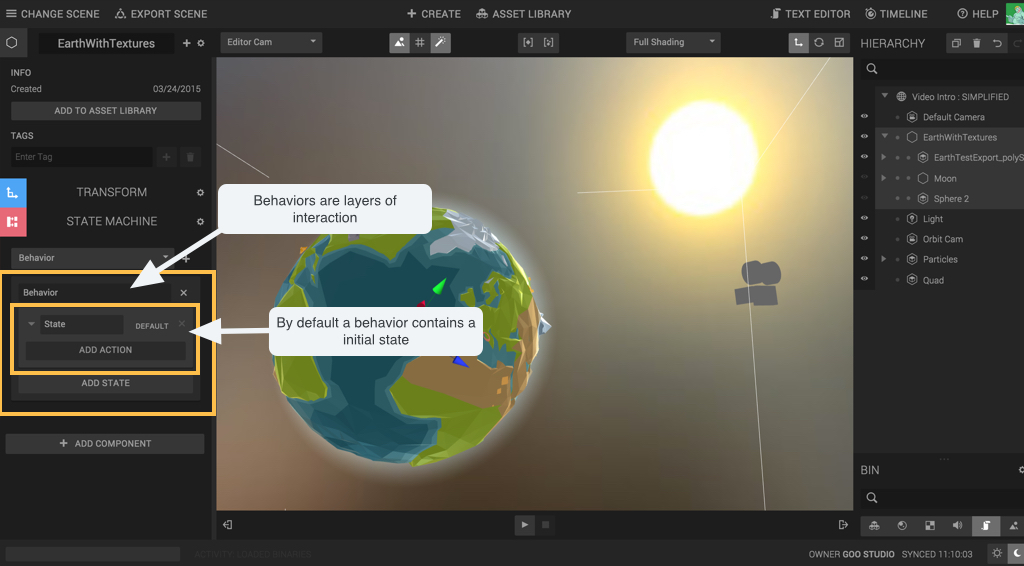 CHANGE SCENE
EXPORT SCENE
CREATE
ASSET LIBRARY
TEXT EDITOR
TIMELINE
HELP
EarthWithTextures
Editor Cam
Full Shading
HIERARCHY
INFO
Created 03/24/2015
ADD TO ASSET LIBRARY
TAGS
Enter Tag
TRANSFORM
STATE MACHINE
Behavior
Behavior
State DEFAULT
ADD ACTION
ADD STATE
ADD COMPONENT
Behaviors are layers of
interaction
By default a behavior contains a
initial state
Video Intro : SIMPLIFIED
Default Camera
EarthWithTextures
EarthTestExport_polyS
Moon
Sphere 2
Light
Orbit Cam
Particles
Quad
BIN
ACTIVITY: LOADED BINARIES
OWNER GOO STUDIO SYNCED 11:10:03